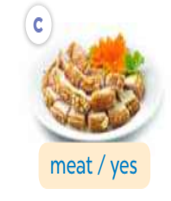 C
meat / yes